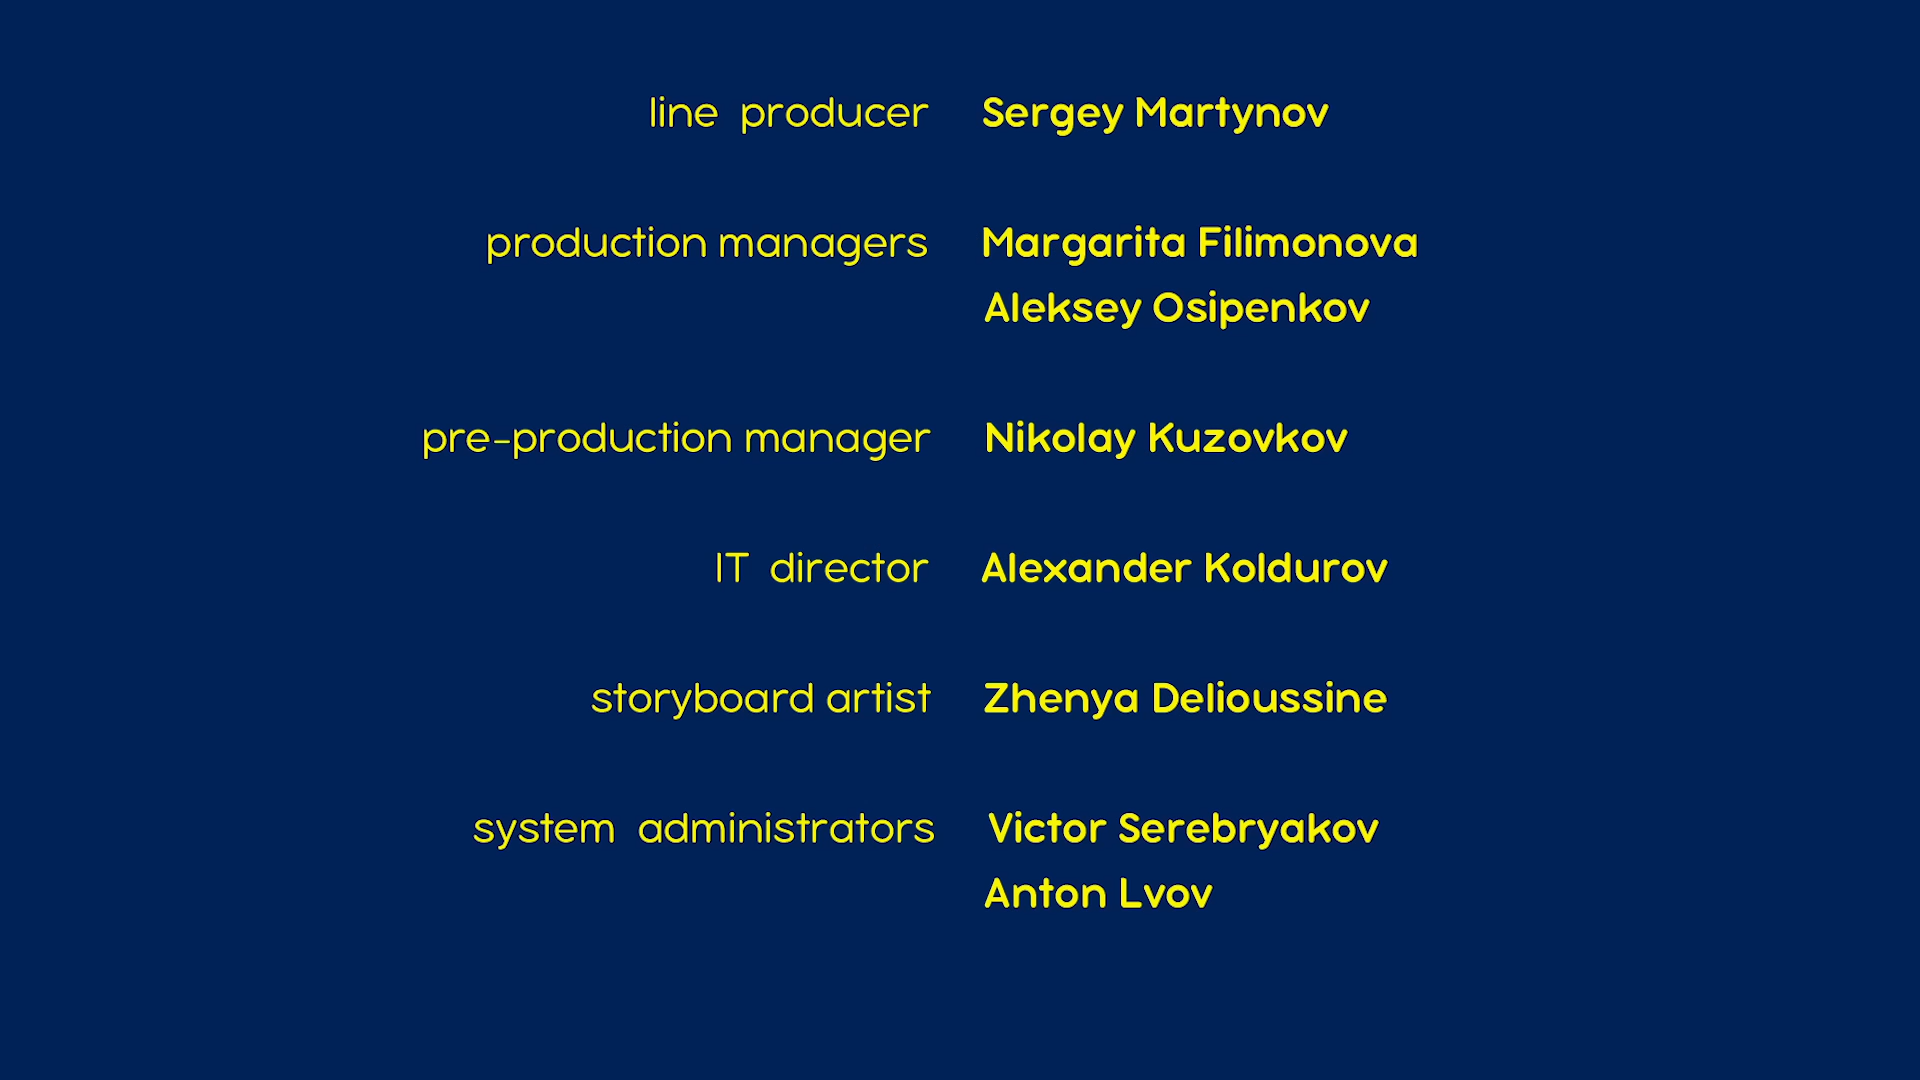 line producer Sergey Martynov
production managers Margarita Filimonova
Aleksey Osipenkov
pre-production manager Nikolay Kuzovkov
IT director Alexander Koldurov
storyboard artist Zhenya Delioussine
system administrators Victor Serebryakov
Anton Lvov